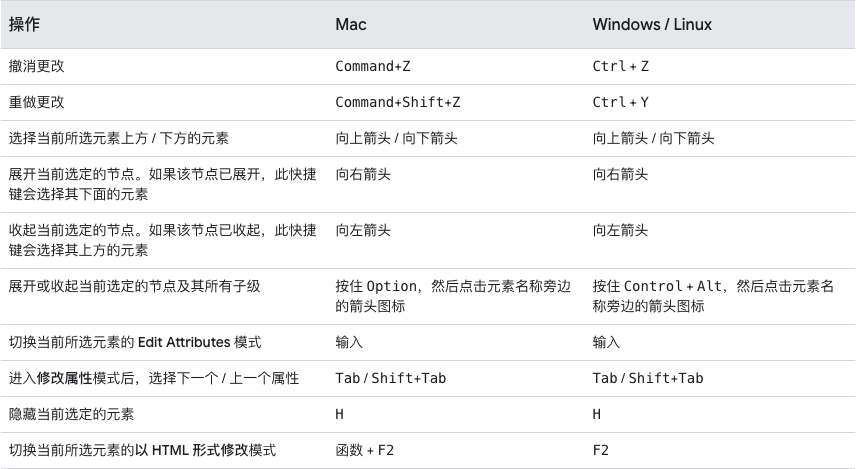 操作 Mac Windows / Linux
撤消更改 Command+Z Ctrl + Z
重做更改 Command+Shift+Z Ctrl + Y
选择当前所选元素上方 / 下方的元素 向上箭头 / 向下箭头 向上箭头 / 向下箭头
展开当前选定的节点。如果该节点已展开，此快捷 向右箭头 向右箭头
键会选择其下面的元素
收起当前选定的节点。如果该节点已收起，此快捷 向左箭头 向左箭头
键会选择其上方的元素
展开或收起当前选定的节点及其所有子级 按住 Option，然后点击元素名称旁边 按住 Control + Alt，然后点击元素名
的箭头图标 称旁边的箭头图标
切换当前所选元素的 Edit Attributes 模式 输入 输入
进入修改属性模式后，选择下一个 / 上一个属性 Tab / Shift+Tab Tab / Shift+Tab
隐藏当前选定的元素 H H
切换当前所选元素的以 HTML 形式修改模式 函数 + F2 F2